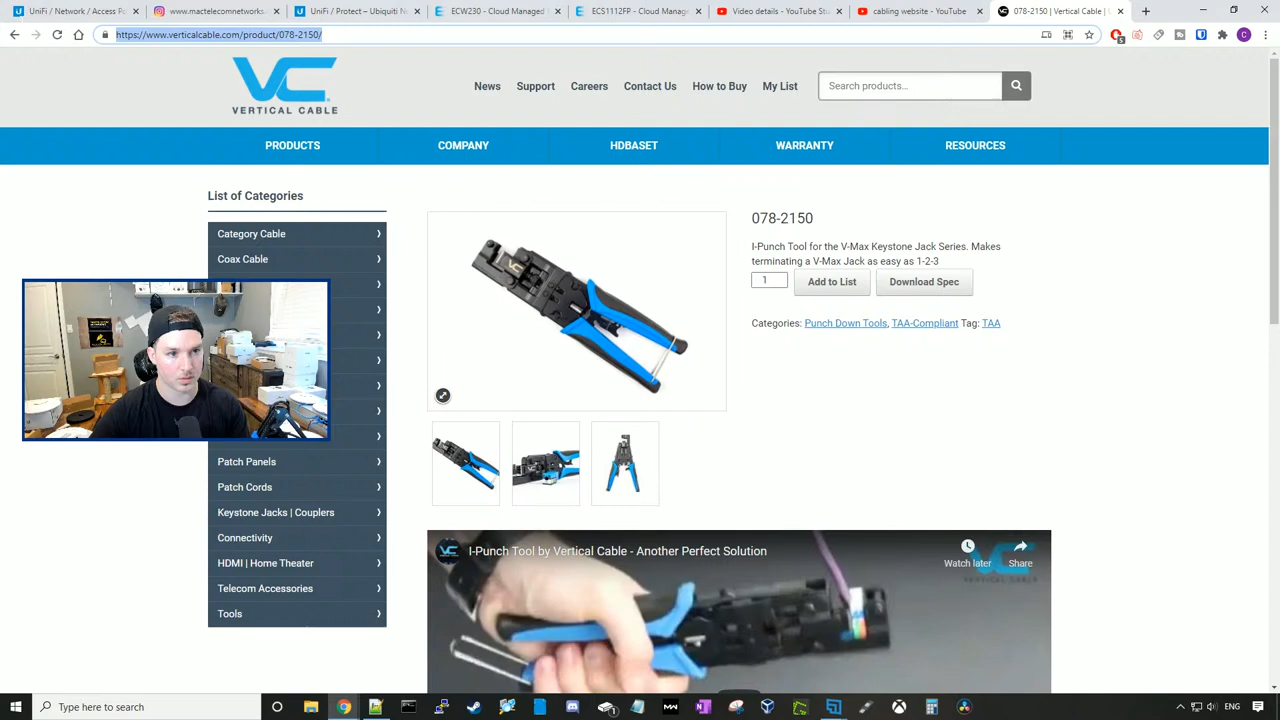 UniFi / Network / Access Po
www.mactelecomnetworks.
UniFi / Protect – Ubiquiti Ne
ECW230 - Cloud Managed
ECS1112FP - Cloud Manage
Video details - YouTube Stu
cabling website - YouTube
078-2150 | Vertical Cable |
https://www.verticalcable.com/product/078-2150/
5
C
VC
VERTICAL CABLE
News
Support
Careers
Contact Us
How to Buy
My List
Search products...
PRODUCTS
COMPANY
HDBASET
WARRANTY
RESOURCES
List of Categories
Category Cable
Coax Cable
Patch Panels
Patch Cords
Keystone Jacks | Couplers
Connectivity
HDMI | Home Theater
Telecom Accessories
Tools
078-2150
I-Punch Tool for the V-Max Keystone Jack Series. Makes
terminating a V-Max Jack as easy as 1-2-3
1
Add to List
Download Spec
Categories: Punch Down Tools, TAA-Compliant Tag: TAA
VC
I-Punch Tool by Vertical Cable - Another Perfect Solution
Watch later
Share
Type here to search
ENG